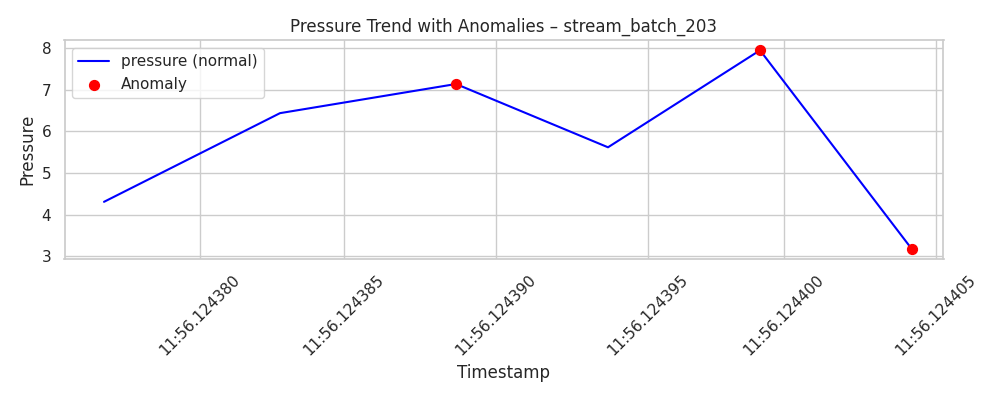 Pressure Trend with Anomalies – stream_batch_203
pressure (normal)
Anomaly
Pressure
8
7
6
5
4
3
11:56.124380
11:56.124385
11:56.124390
11:56.124395
11:56.124400
11:56.124405
Timestamp